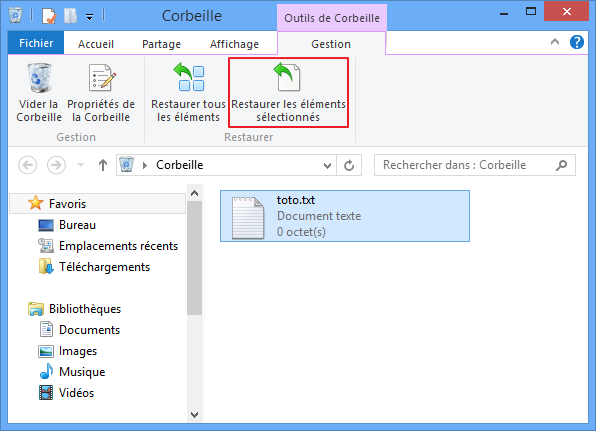 Corbeille
Outils de Corbeille
Fichier
Accueil
Partage
Affichage
Gestion
Vider la
Corbeille
Propriétés de
la Corbeille
Restaurer tous
les éléments
Restaurer les éléments
sélectionnés
Gestion
Restaurer
Corbeille
Rechercher dans : Corbeille
Favoris
Bureau
Emplacements récents
Téléchargements
Bibliothèques
Documents
Images
Musique
Vidéos
toto.txt
Document texte
0 octet(s)